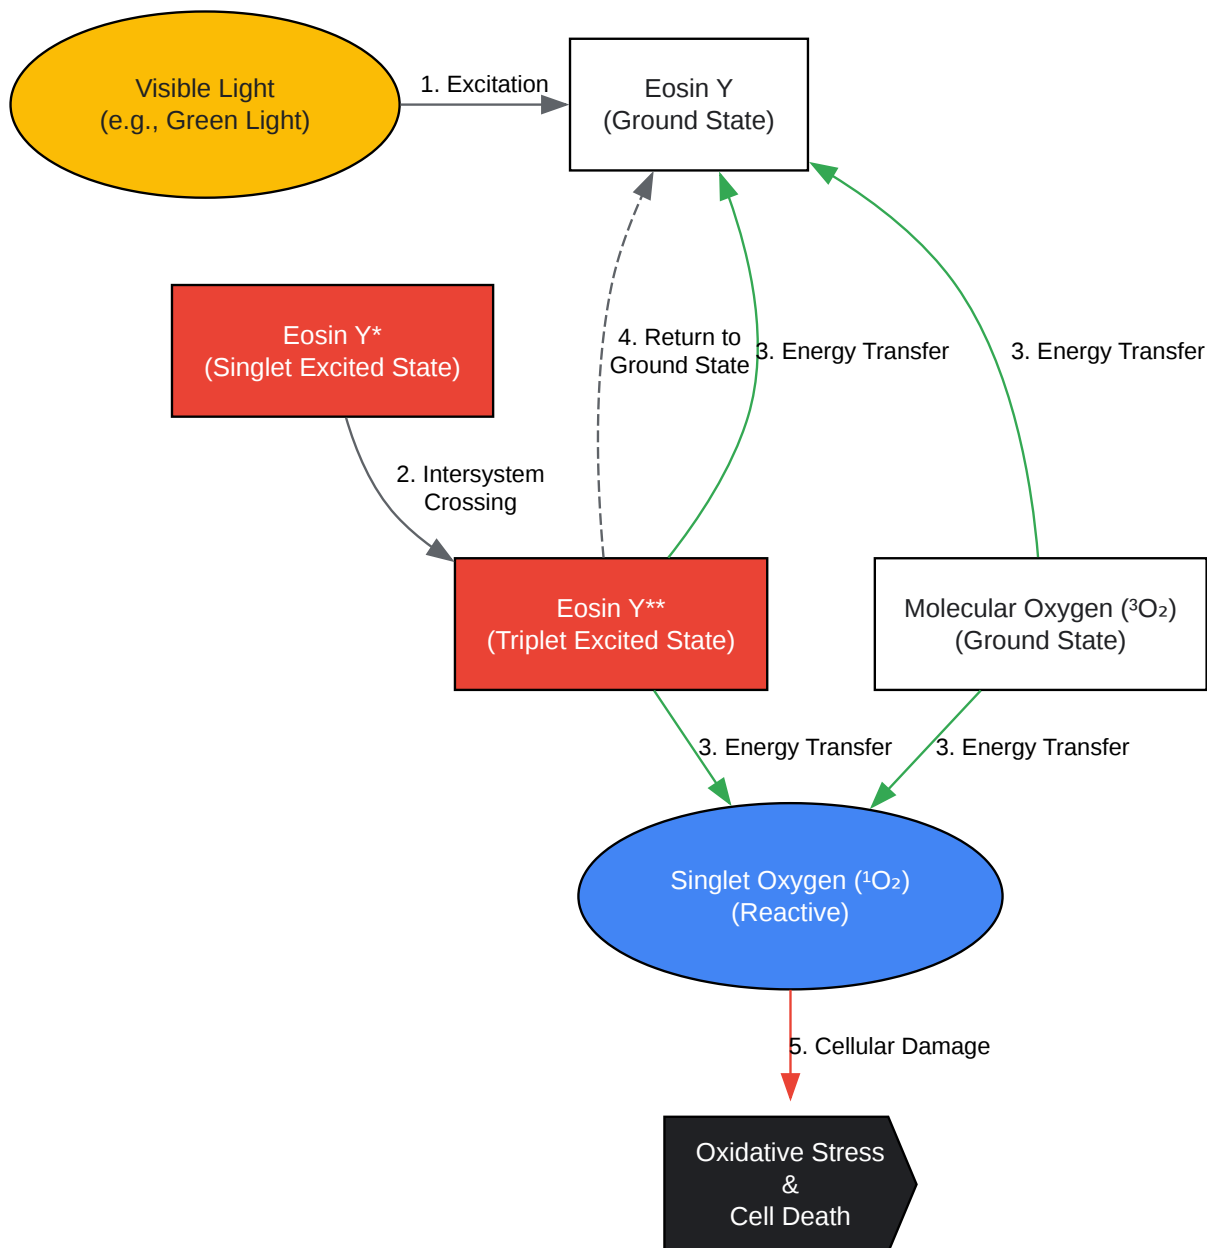 Visible Light
(e.g., Green Light)
1. Excitation
Eosin Y
(Ground State)
Eosin Y*
(Singlet Excited State)
4. Return to
Ground State
3. Energy Transfer
3. Energy Transfer
2. Intersystem
Crossing
Eosin Y**
(Triplet Excited State)
Molecular Oxygen (³O₂)
(Ground State)
3. Energy Transfer
3. Energy Transfer
Singlet Oxygen (¹O₂)
(Reactive)
5. Cellular Damage
Oxidative Stress
&
Cell Death